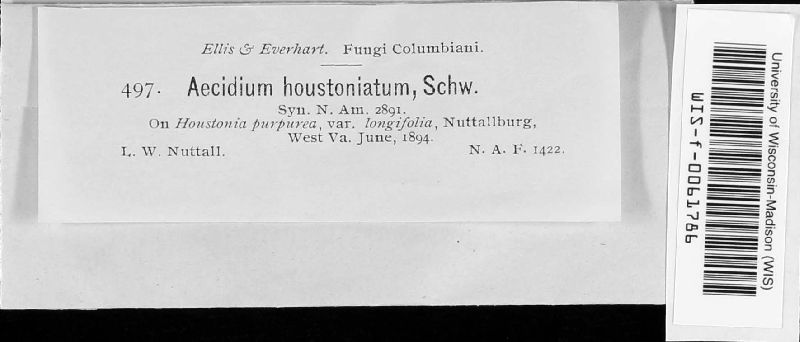 Ellis & Everhart. Fungi Columbiani.
497. Aecidium houstoniatum, Schw.
Syn. N. Am. 2891.
On Houstonia purpurea, var. longifolia, Nuttallburg,
West Va. June, 1894.
L. W. Nuttall. N. A. F. 1422.
University of Wisconsin-Madison (WIS)
WIS-f-0061786